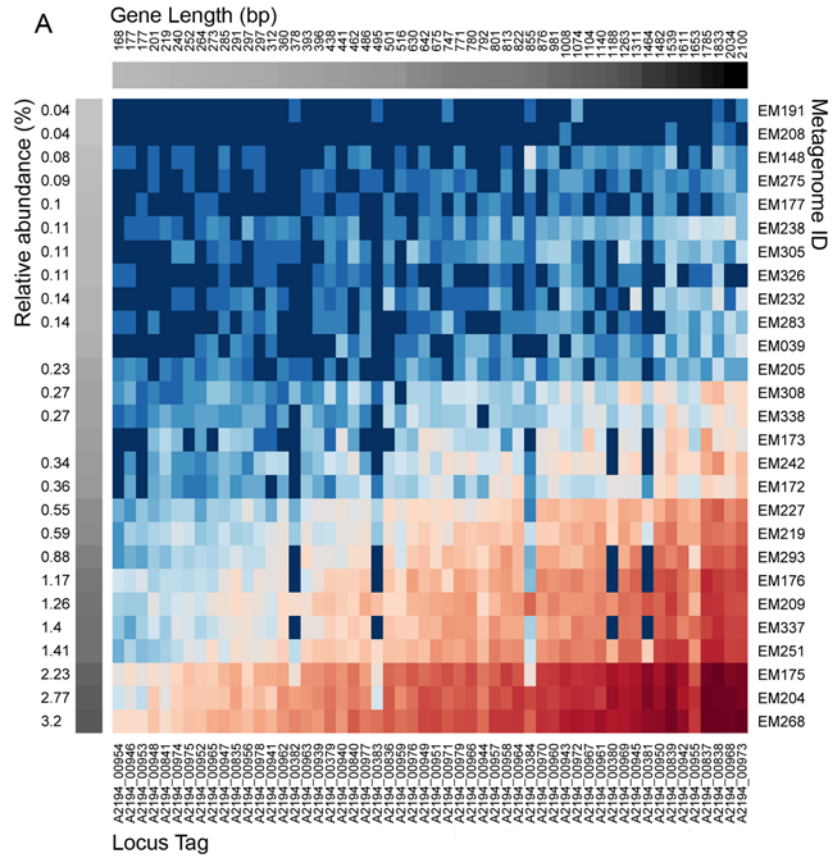 A
Gene Length (bp)
168
177
177
201
219
240
252
264
273
285
291
297
297
312
360
378
393
396
438
441
462
486
495
501
516
630
642
675
747
771
780
792
801
813
822
855
876
981
1008
1074
1104
1140
1188
1263
1311
1464
1482
1539
1611
1653
1785
1833
2034
2100
Relative abundance (%)
0.04
0.04
0.08
0.09
0.1
0.11
0.11
0.11
0.14
0.14
0.23
0.27
0.27
0.34
0.36
0.55
0.59
0.88
1.17
1.26
1.4
1.41
2.23
2.77
3.2
Metagenome ID
EM191
EM208
EM148
EM275
EM177
EM238
EM305
EM326
EM232
EM283
EM039
EM205
EM308
EM338
EM173
EM242
EM172
EM227
EM219
EM293
EM176
EM209
EM337
EM251
EM175
EM204
EM268
A2194_00954
A2194_00946
A2194_00953
A2194_00948
A2194_00841
A2194_00974
A2194_00975
A2194_00952
A2194_00965
A2194_00947
A2194_00835
A2194_00956
A2194_00978
A2194_00941
A2194_00962
A2194_00382
A2194_00963
A2194_00939
A2194_00379
A2194_00940
A2194_00840
A2194_00977
A2194_00383
A2194_00836
A2194_00959
A2194_00976
A2194_00949
A2194_00951
A2194_00971
A2194_00979
A2194_00966
A2194_00944
A2194_00957
A2194_00958
A2194_00964
A2194_00384
A2194_00970
A2194_00960
A2194_00943
A2194_00972
A2194_00967
A2194_00961
A2194_00380
A2194_00969
A2194_00945
A2194_00381
A2194_00950
A2194_00839
A2194_00942
A2194_00955
A2194_00837
A2194_00838
A2194_00968
A2194_00973
Locus Tag